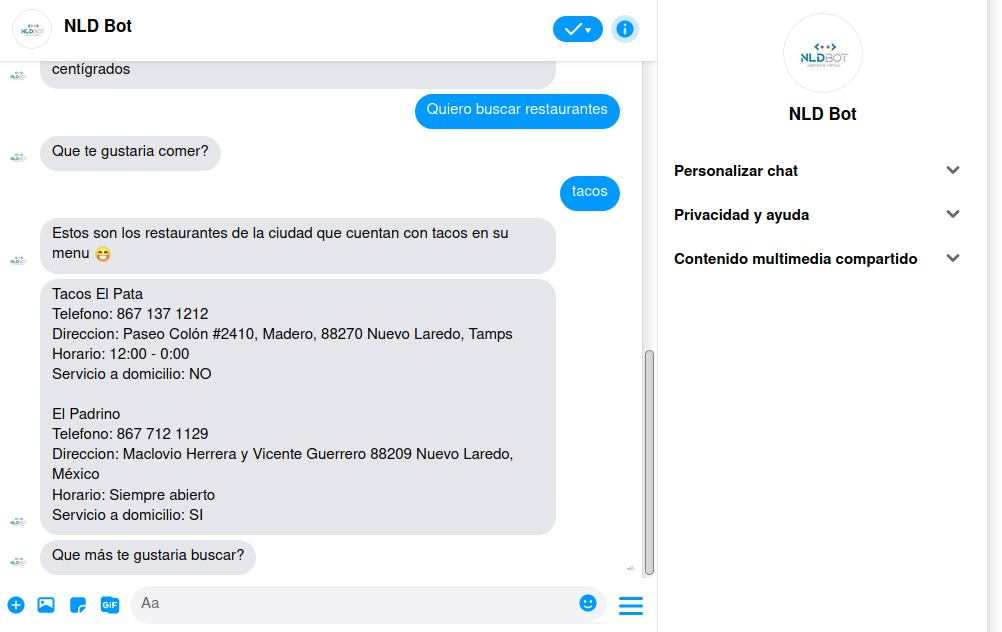 NLD Bot
centígrados
Quiero buscar restaurantes
Que te gustaria comer?
tacos
Estos son los restaurantes de la ciudad que cuentan con tacos en su
menu 😁
Tacos El Pata
Telefono: 867 137 1212
Direccion: Paseo Colón #2410, Madero, 88270 Nuevo Laredo, Tamps
Horario: 12:00 - 0:00
Servicio a domicilio: NO
El Padrino
Telefono: 867 712 1129
Direccion: Maclovio Herrera y Vicente Guerrero 88209 Nuevo Laredo,
México
Horario: Siempre abierto
Servicio a domicilio: SI
Que más te gustaria buscar?
GIF
Aa
NLDBOT
NLD Bot
Personalizar chat
Privacidad y ayuda
Contenido multimedia compartido